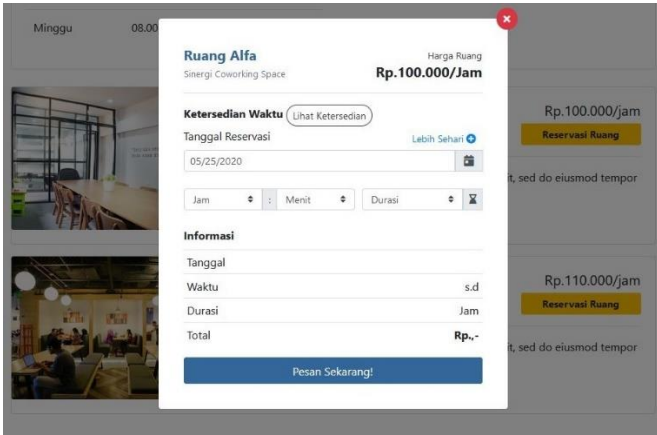 Minggu 08.00
Ruang Alfa
Sinergi Coworking Space
Harga Ruang
Rp.100.000/Jam
Ketersedian Waktu Lihat Ketersedian
Tanggal Reservasi Lebih Sehari
05/25/2020
Jam : Menit Durasi
Informasi
Tanggal
Waktu s.d
Durasi Jam
Total Rp.,-
Pesan Sekarang!
Rp.100.000/jam
Reservasi Ruang
it, sed do eiusmod tempor
Rp.110.000/jam
Reservasi Ruang
it, sed do eiusmod tempor